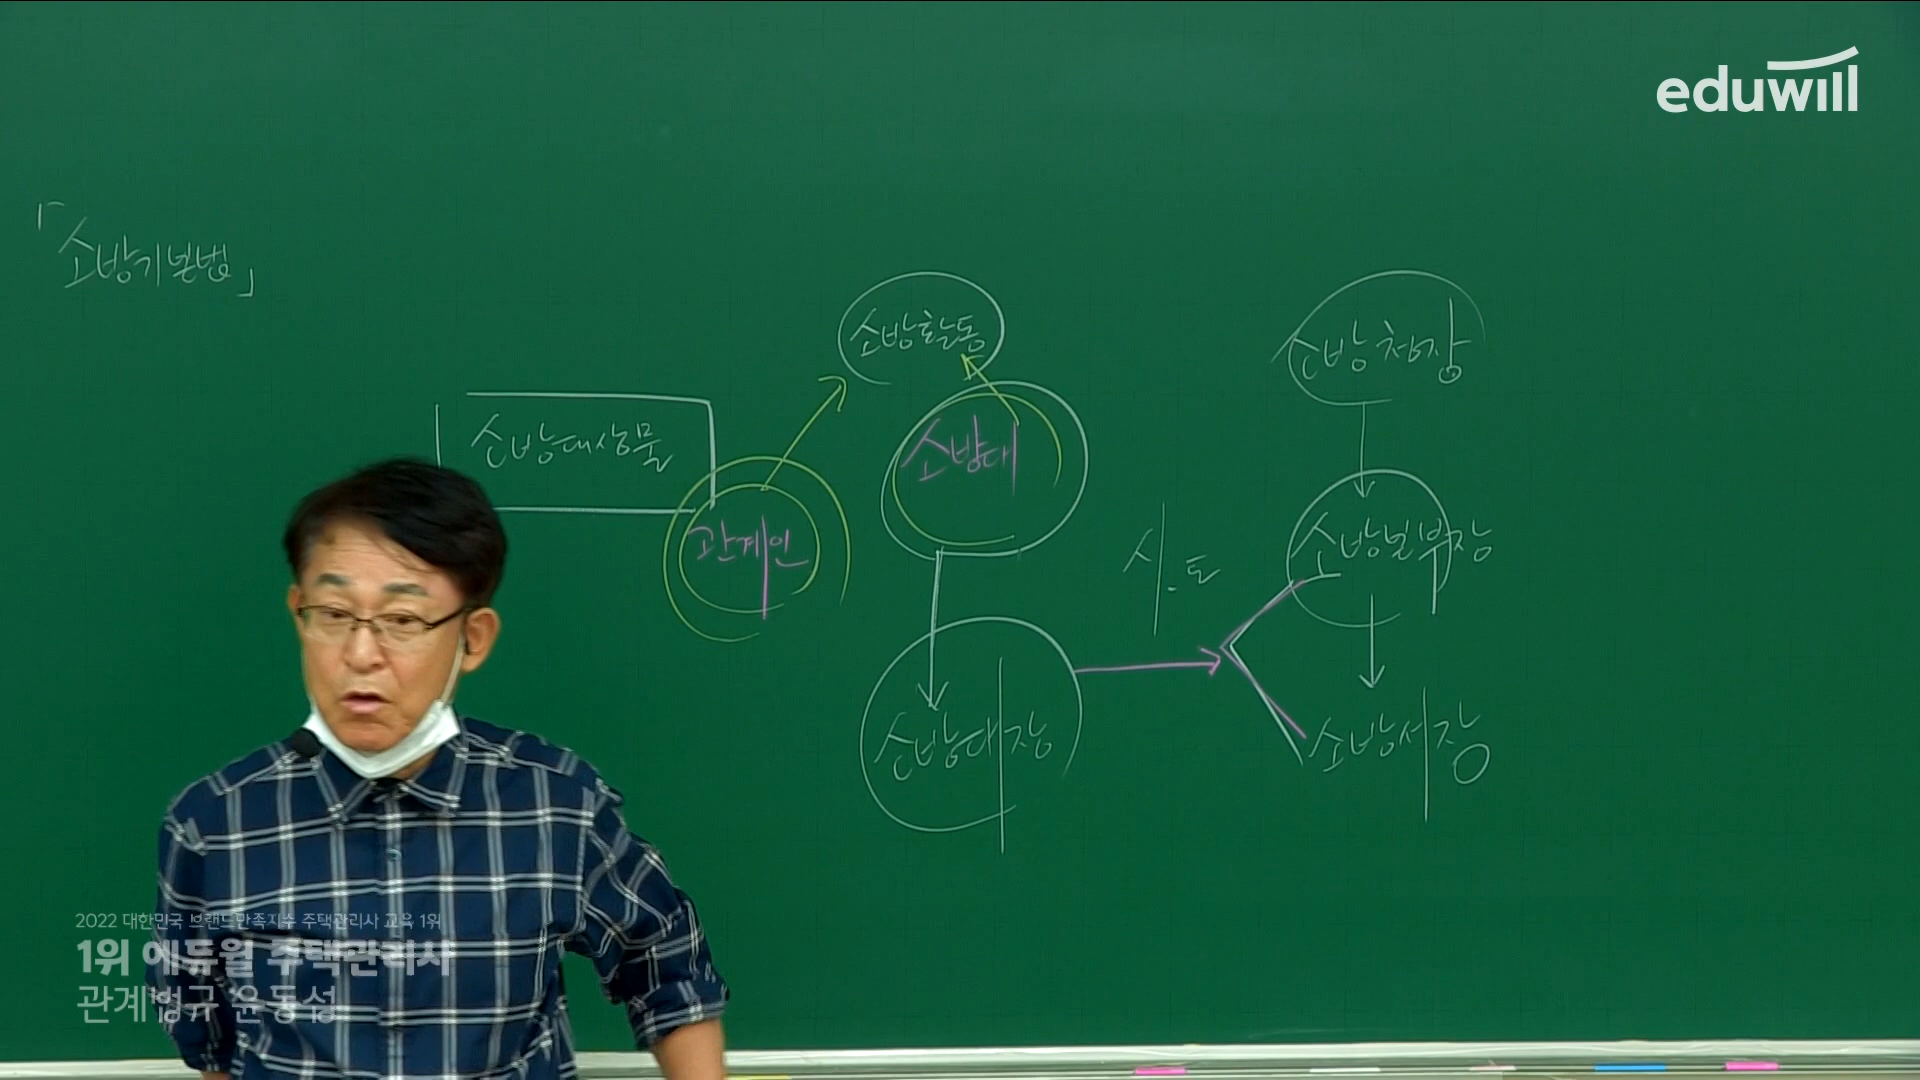 eduwill
「소방기본법」
소방활동
소방청장
소방대상물
소방대
관계인
소방본부장
시·도
소방대장
소방서장
2022 대한민국 브랜드만족지수 주택관리사 교육 1위
1위 에듀윌 주택관리사
관계법규 윤동성